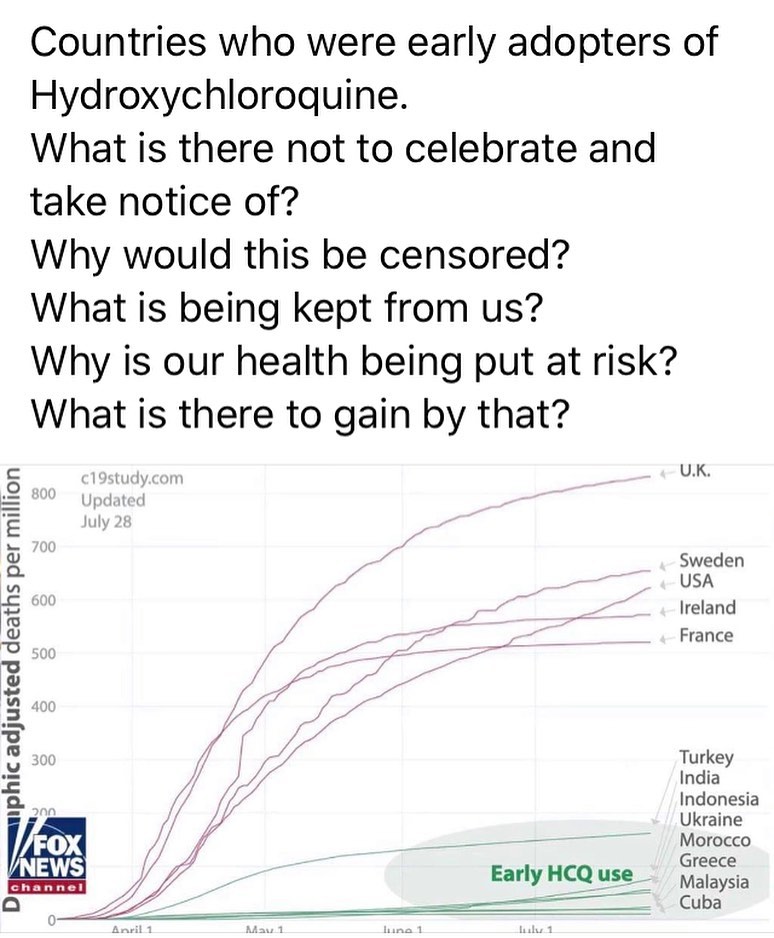 Countries who were early adopters of
Hydroxychloroquine.
What is there not to celebrate and
take notice of?
Why would this be censored?
What is being kept from us?
Why is our health being put at risk?
What is there to gain by that?
c19study.com
Updated
July 28
aphic adjusted deaths per million
800
700
600
500
400
300
200
0
U.K.
Sweden
USA
Ireland
France
Turkey
India
Indonesia
Ukraine
Morocco
Greece
Malaysia
Cuba
Early HCQ use
FOX
NEWS
channel
D
April 1
May 1
June 1
July 1